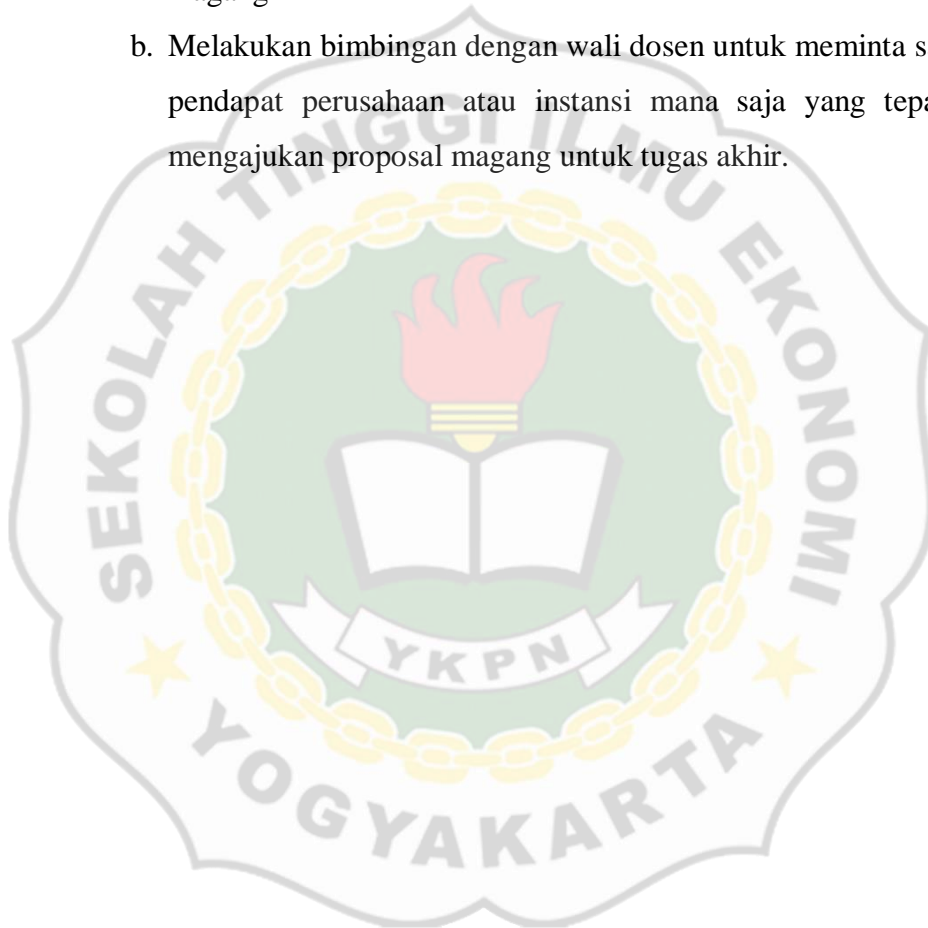 b. Melakukan bimbingan dengan wali dosen untuk meminta
pendapat perusahaan atau instansi mana saja yang
mengajukan proposal magang untuk tugas akhir.
SEKOLAH TINGGI ILMU EKONOMI
YKPN
YOGYAKARTA